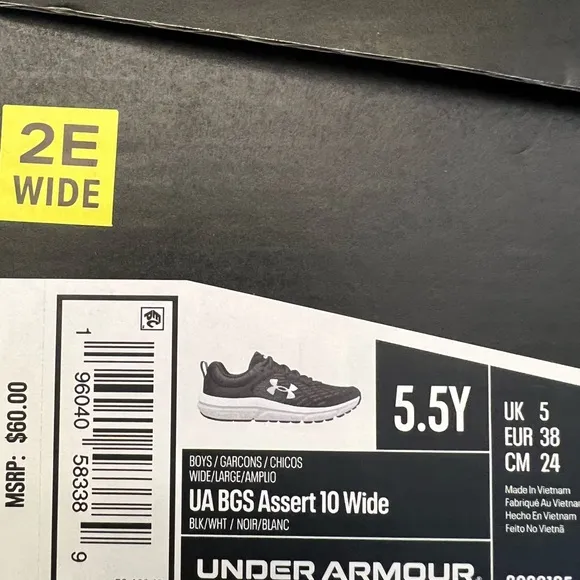 2E
WIDE
MSRP: $60.00
1 96040 58338 9
5.5Y
UK 5
EUR 38
CM 24
Made in Vietnam
Fabriqué Au Vietnam
Hecho En Vietnam
Feito No Vietnã
BOYS / GARCONS / CHICOS
WIDE/LARGE/AMPLIO
UA BGS Assert 10 Wide
BLK/WHT / NOIR/BLANC
UNDER ARMOUR